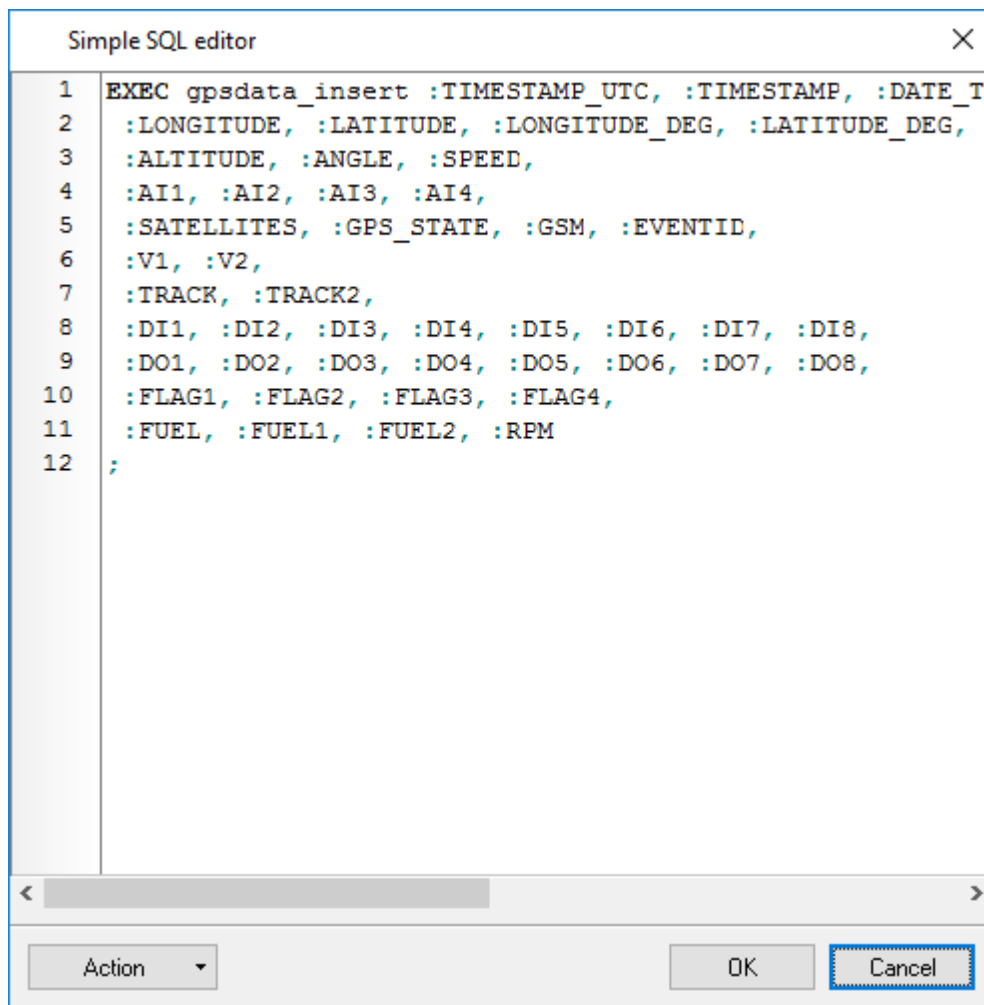 Simple SQL editor
1 EXEC gpsdata_insert :TIMESTAMP_UTC, :TIMESTAMP, :DATE_T
2 :LONGITUDE, :LATITUDE, :LONGITUDE_DEG, :LATITUDE_DEG,
3 :ALTITUDE, :ANGLE, :SPEED,
4 :AI1, :AI2, :AI3, :AI4,
5 :SATELLITES, :GPS_STATE, :GSM, :EVENTID,
6 :V1, :V2,
7 :TRACK, :TRACK2,
8 :DI1, :DI2, :DI3, :DI4, :DI5, :DI6, :DI7, :DI8,
9 :DO1, :DO2, :DO3, :DO4, :DO5, :DO6, :DO7, :DO8,
10 :FLAG1, :FLAG2, :FLAG3, :FLAG4,
11 :FUEL, :FUEL1, :FUEL2, :RPM
12 ;
Action OK Cancel